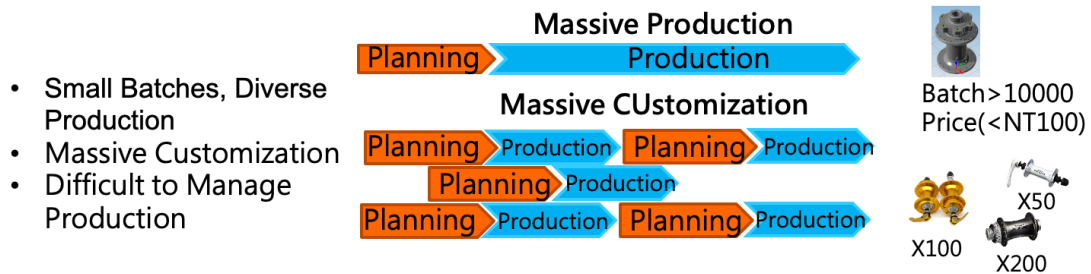 • Small Batches, Diverse
Production
• Massive Customization
• Difficult to Manage
Production
Massive Production
Planning Production
Massive CUstomization
Planning Production Planning Production
Planning Production
Planning Production Planning Production
Batch>10000
Price(<NT100)
X50
X100
X200